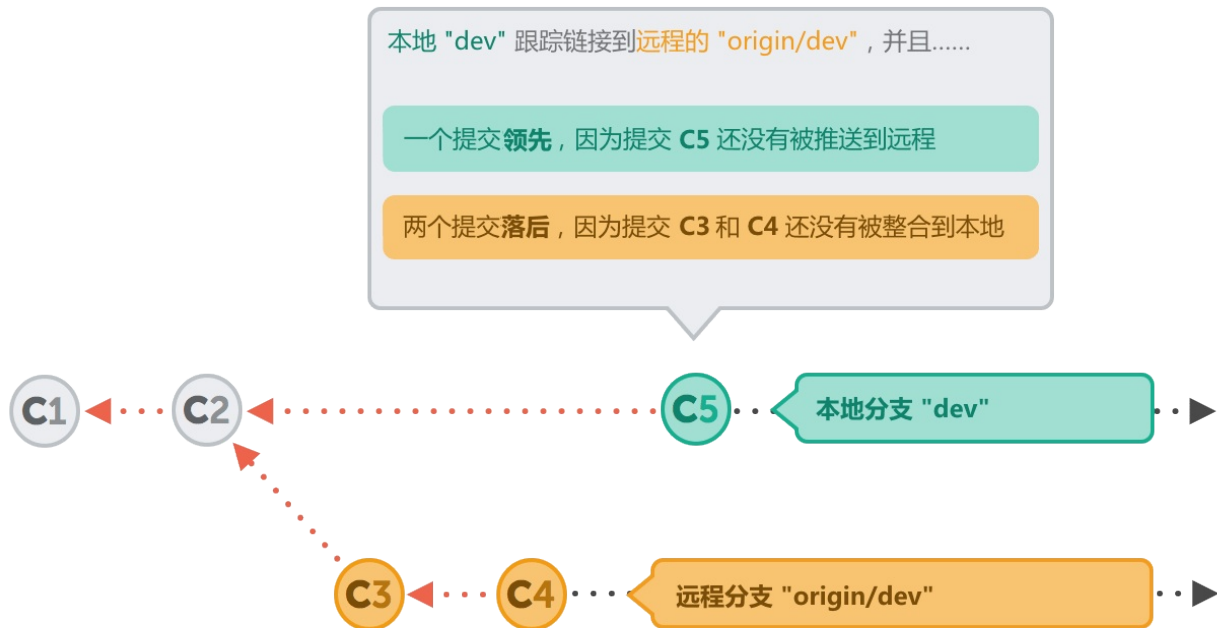 本地 "dev" 跟踪链接到远程的 "origin/dev"，并且……
一个提交领先，因为提交 C5 还没有被推送到远程
两个提交落后，因为提交 C3 和 C4 还没有被整合到本地
C1
C2
C5
本地分支 "dev"
C3
C4
远程分支 "origin/dev"